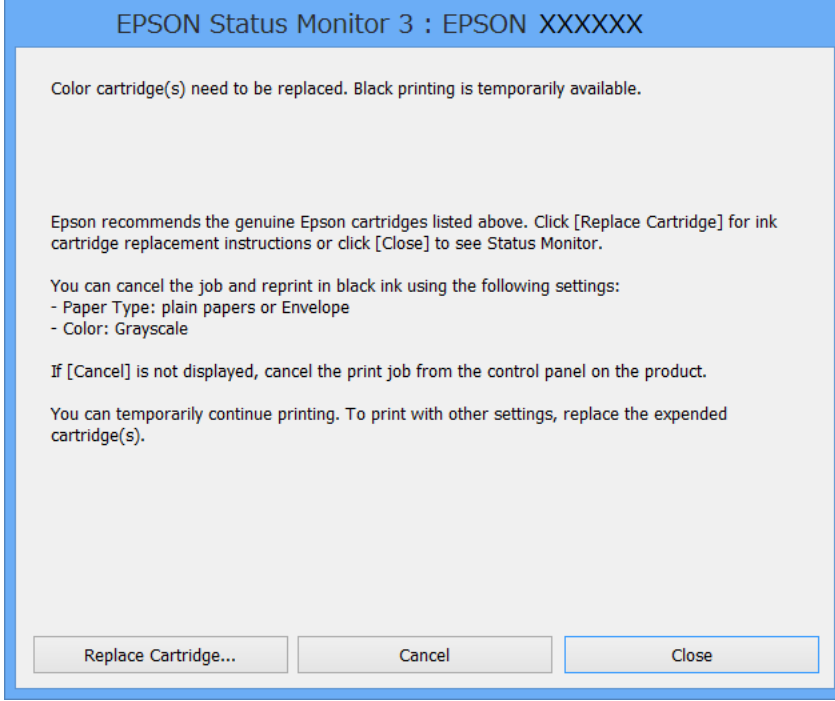 EPSON Status Monitor 3 : EPSON XXXXXX
Color cartridge(s) need to be replaced. Black printing is temporarily available.
Epson recommends the genuine Epson cartridges listed above. Click [Replace Cartridge] for ink
cartridge replacement instructions or click [Close] to see Status Monitor.
You can cancel the job and reprint in black ink using the following settings:
- Paper Type: plain papers or Envelope
- Color: Grayscale
If [Cancel] is not displayed, cancel the print job from the control panel on the product.
You can temporarily continue printing. To print with other settings, replace the expended
cartridge(s).
Replace Cartridge... Cancel Close